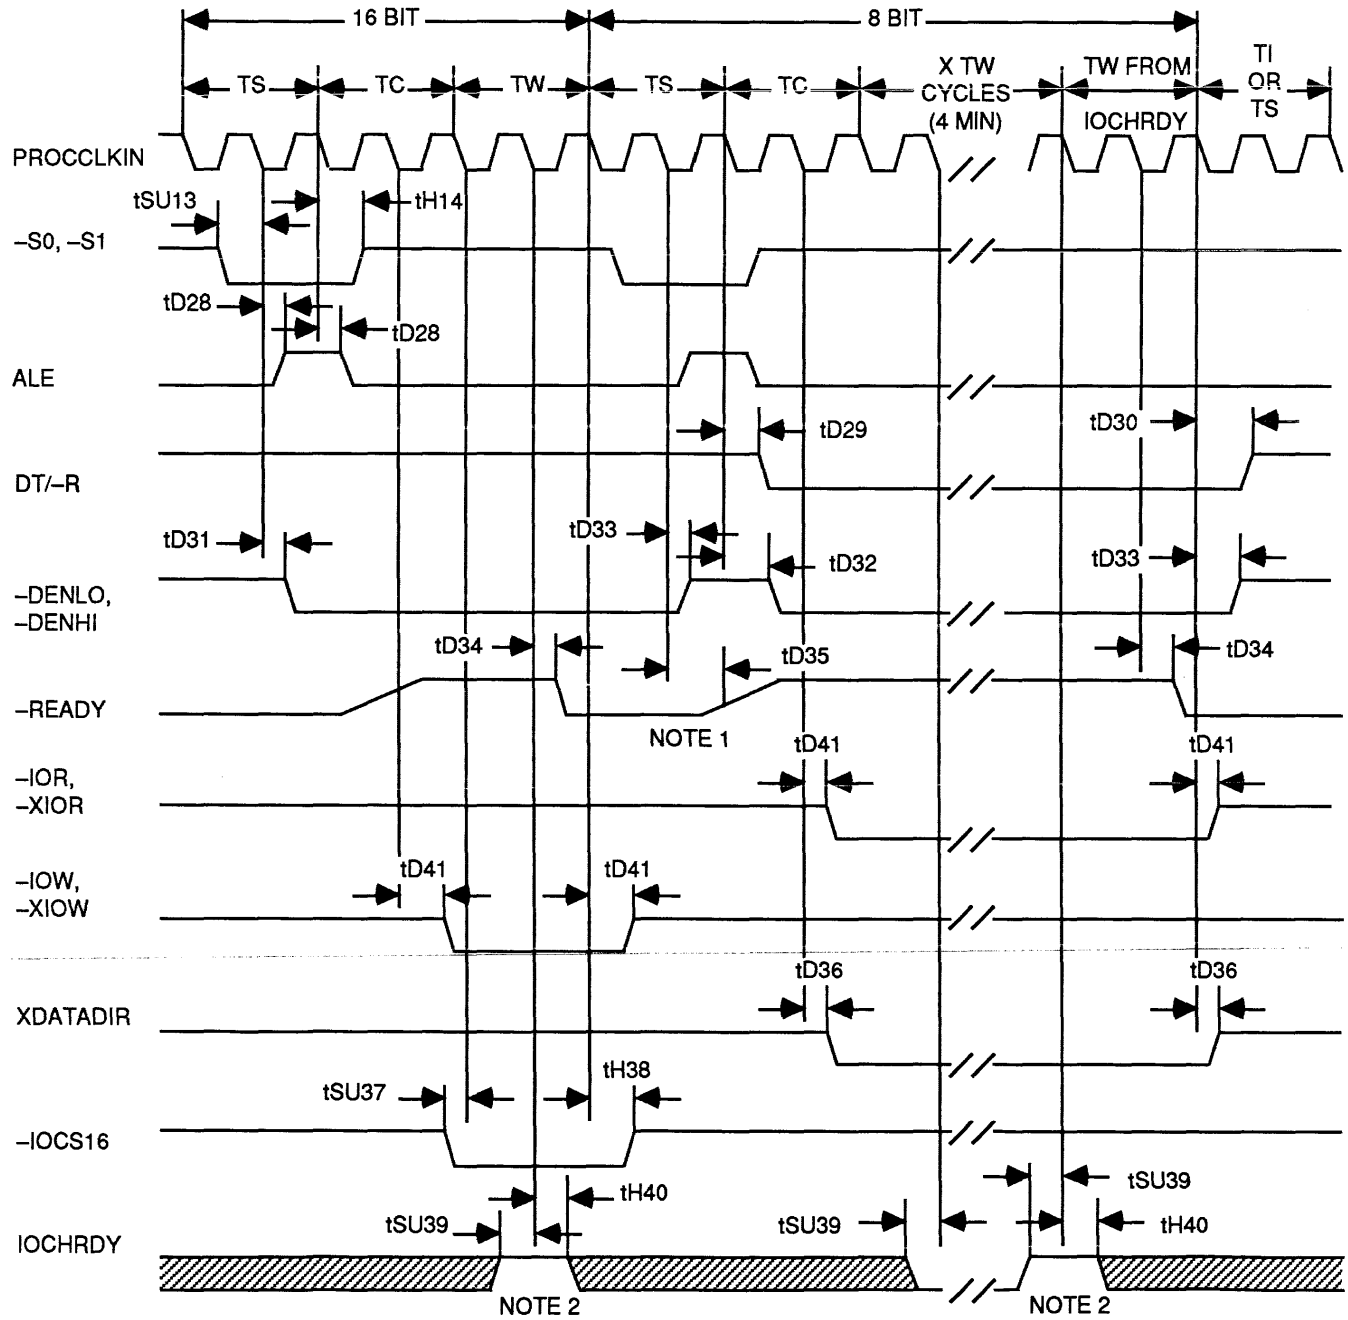 16 BIT 8 BIT
TS TC TW TS TC X TW CYCLES (4 MIN) TW FROM IOCHRDY TI OR TS
PROCCLKIN
tSU13 tH14
–S0, –S1
tD28
tD28
ALE
tD29 tD30
DT/–R
tD31 tD33 tD32 tD33
–DENLO,
–DENHI
tD34 tD35 tD34
–READY
NOTE 1
tD41 tD41
–IOR,
–XIOR
tD41 tD41
–IOW,
–XIOW
tD36 tD36
XDATADIR
tSU37 tH38
–IOCS16
tH40 tSU39
tSU39 tSU39 tH40
IOCHRDY
NOTE 2 NOTE 2